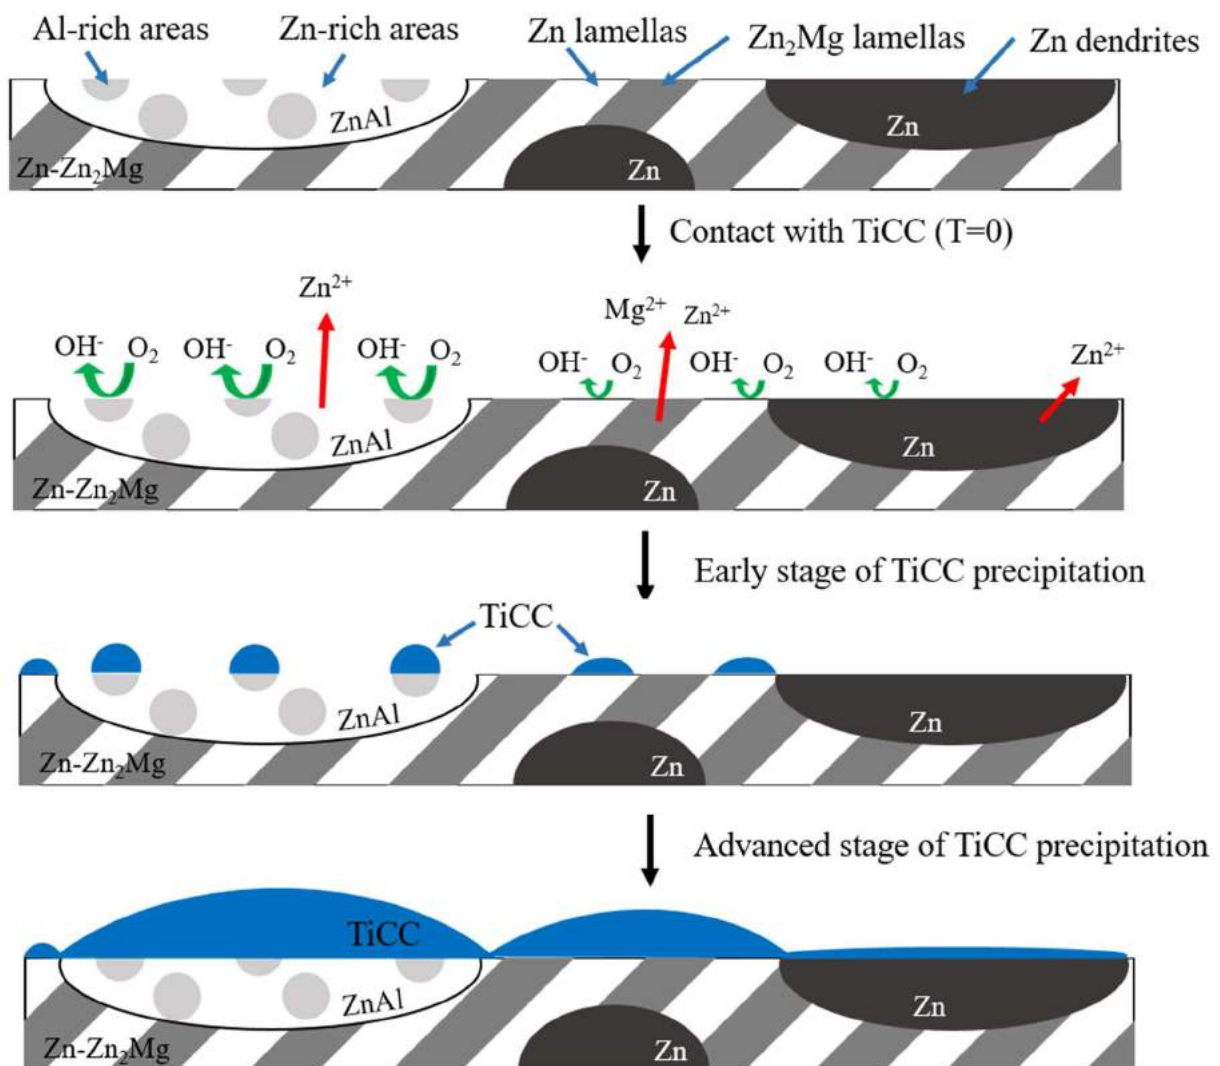 Al-rich areas Zn-rich areas Zn lamellas Zn₂Mg lamellas Zn dendrites
ZnAl Zn
Zn-Zn₂Mg Zn
Contact with TiCC (T=0)
Zn²⁺
Mg²⁺ Zn²⁺
OH⁻ O₂ OH⁻ O₂ OH⁻ O₂ OH⁻ O₂ OH⁻ O₂ OH⁻ O₂ Zn²⁺
ZnAl Zn
Zn-Zn₂Mg Zn
Early stage of TiCC precipitation
TiCC
ZnAl Zn
Zn-Zn₂Mg Zn
Advanced stage of TiCC precipitation
TiCC
ZnAl Zn
Zn-Zn₂Mg Zn